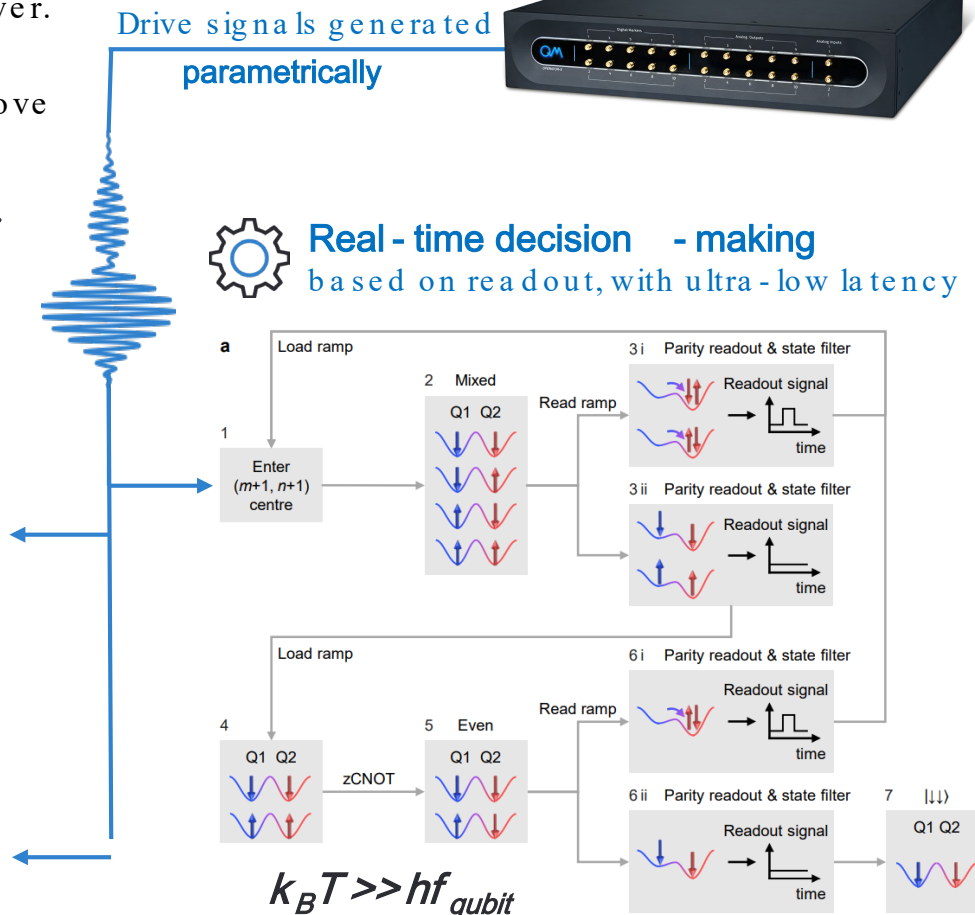 Drive signals generated
parametrically
QM
Real-time decision-making
based on readout, with ultra-low latency
a
Load ramp
1
Enter
(m+1, n+1)
centre
2 Mixed
Q1 Q2
Read ramp
3 i Parity readout & state filter
Readout signal
time
3 ii Parity readout & state filter
Readout signal
time
Load ramp
4
Q1 Q2
zCNOT
5 Even
Q1 Q2
Read ramp
6 i Parity readout & state filter
Readout signal
time
6 ii Parity readout & state filter
Readout signal
time
7 |↓↓⟩
Q1 Q2
k_B T >> hf_qubit